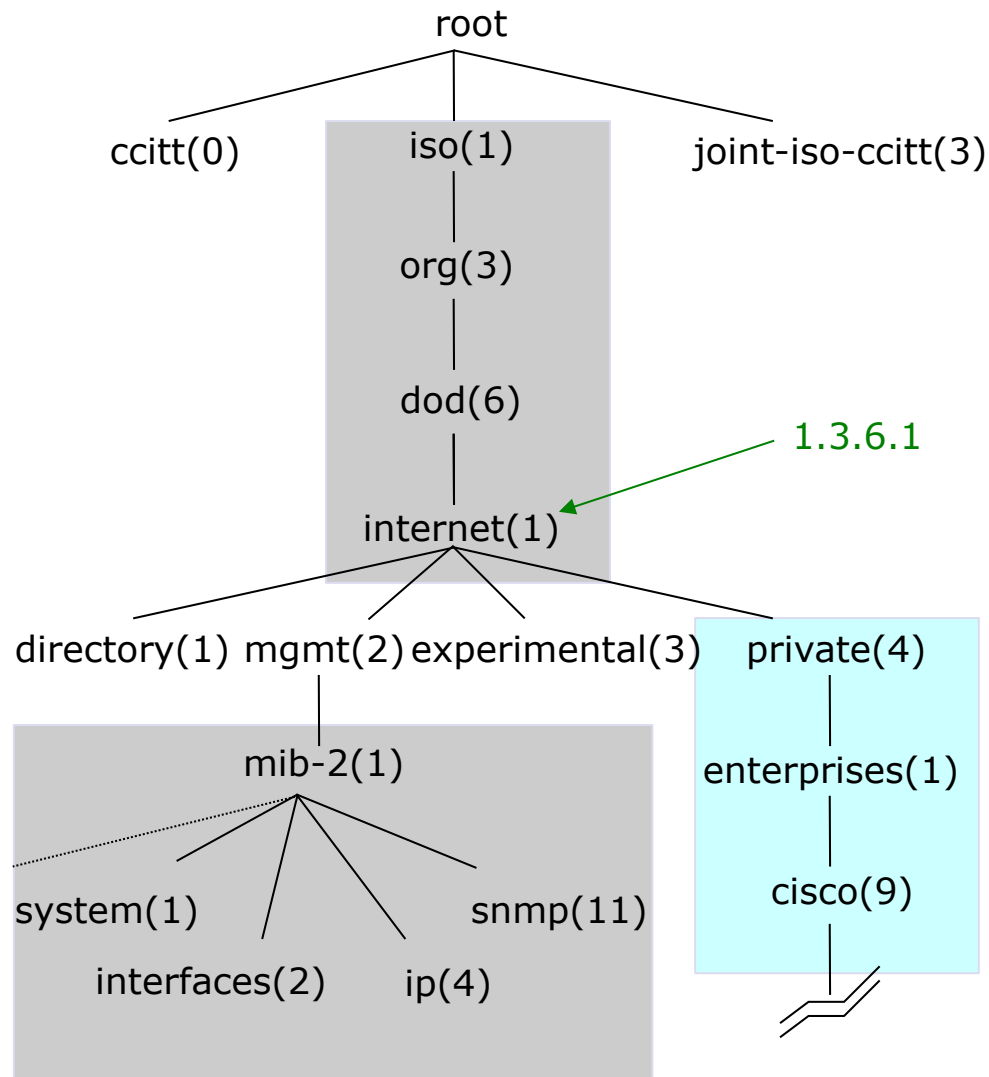 root
ccitt(0)
iso(1)
joint-iso-ccitt(3)
org(3)
dod(6)
1.3.6.1
internet(1)
directory(1)
mgmt(2)
experimental(3)
private(4)
mib-2(1)
enterprises(1)
cisco(9)
system(1)
snmp(11)
interfaces(2)
ip(4)